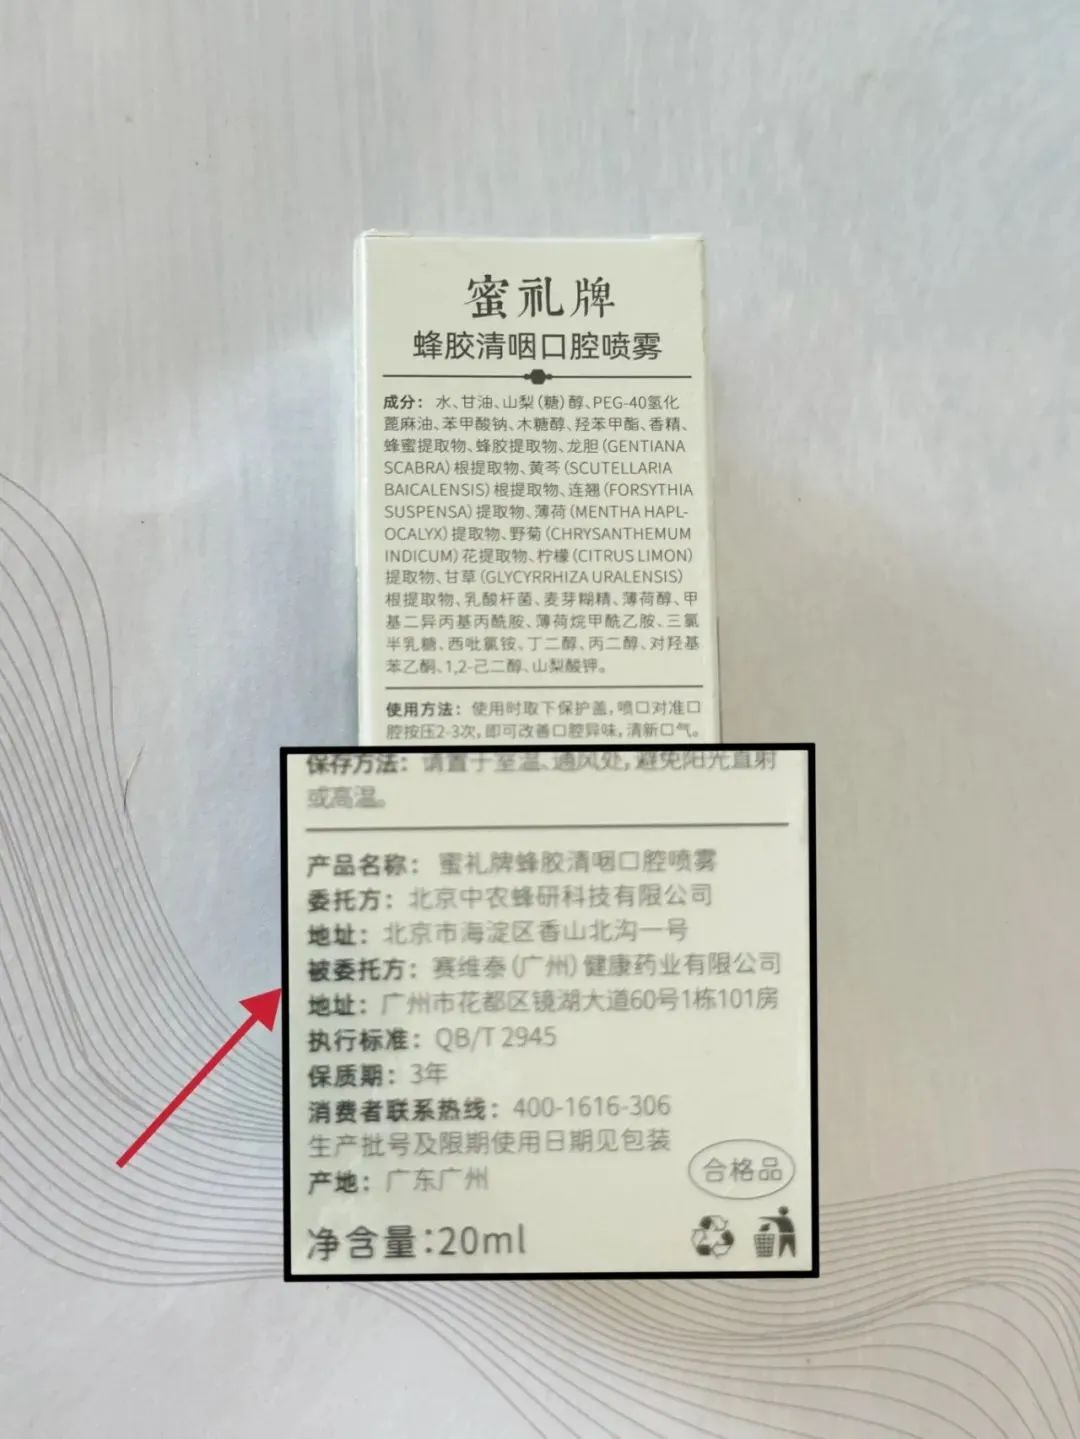 蜜礼牌
蜂胶清咽口腔喷雾
成分：水、甘油、山梨(糖)醇、PEG-40氢化
蓖麻油、苯甲酸钠、木糖醇、羟苯甲酯、香精、
蜂蜜提取物、蜂胶提取物、龙胆(GENTIANA
SCABRA)根提取物、黄芩(SCUTELLARIA
BAICALENSIS)根提取物、连翘(FORSYTHIA
SUSPENSA)提取物、薄荷(MENTHA HAPL-
OCALYX)提取物、野菊(CHRYSANTHEMUM
INDICUM)花提取物、柠檬(CITRUS LIMON)
提取物、甘草(GLYCYRRHIZA URALENSIS)
根提取物、乳酸杆菌、麦芽糊精、薄荷醇、甲
基二异丙基丙酰胺、薄荷烷甲酰乙胺、三氯
半乳糖、西吡氯铵、丁二醇、丙二醇、对羟基
苯乙酮、1,2-己二醇、山梨酸钾。
使用方法：使用时取下保护盖，喷口对准口
腔按压2-3次，即可改善口腔异味，清新口气。
保存方法：请置于室温、通风处，避免阳光直射
或高温。
产品名称：蜜礼牌蜂胶清咽口腔喷雾
委托方：北京中农蜂研科技有限公司
地址：北京市海淀区香山北沟一号
被委托方：赛维泰(广州)健康药业有限公司
地址：广州市花都区镜湖大道60号1栋101房
执行标准：QB/T 2945
保质期：3年
消费者联系热线：400-1616-306
生产批号及限期使用日期见包装
产地：广东广州
合格品
净含量:20ml